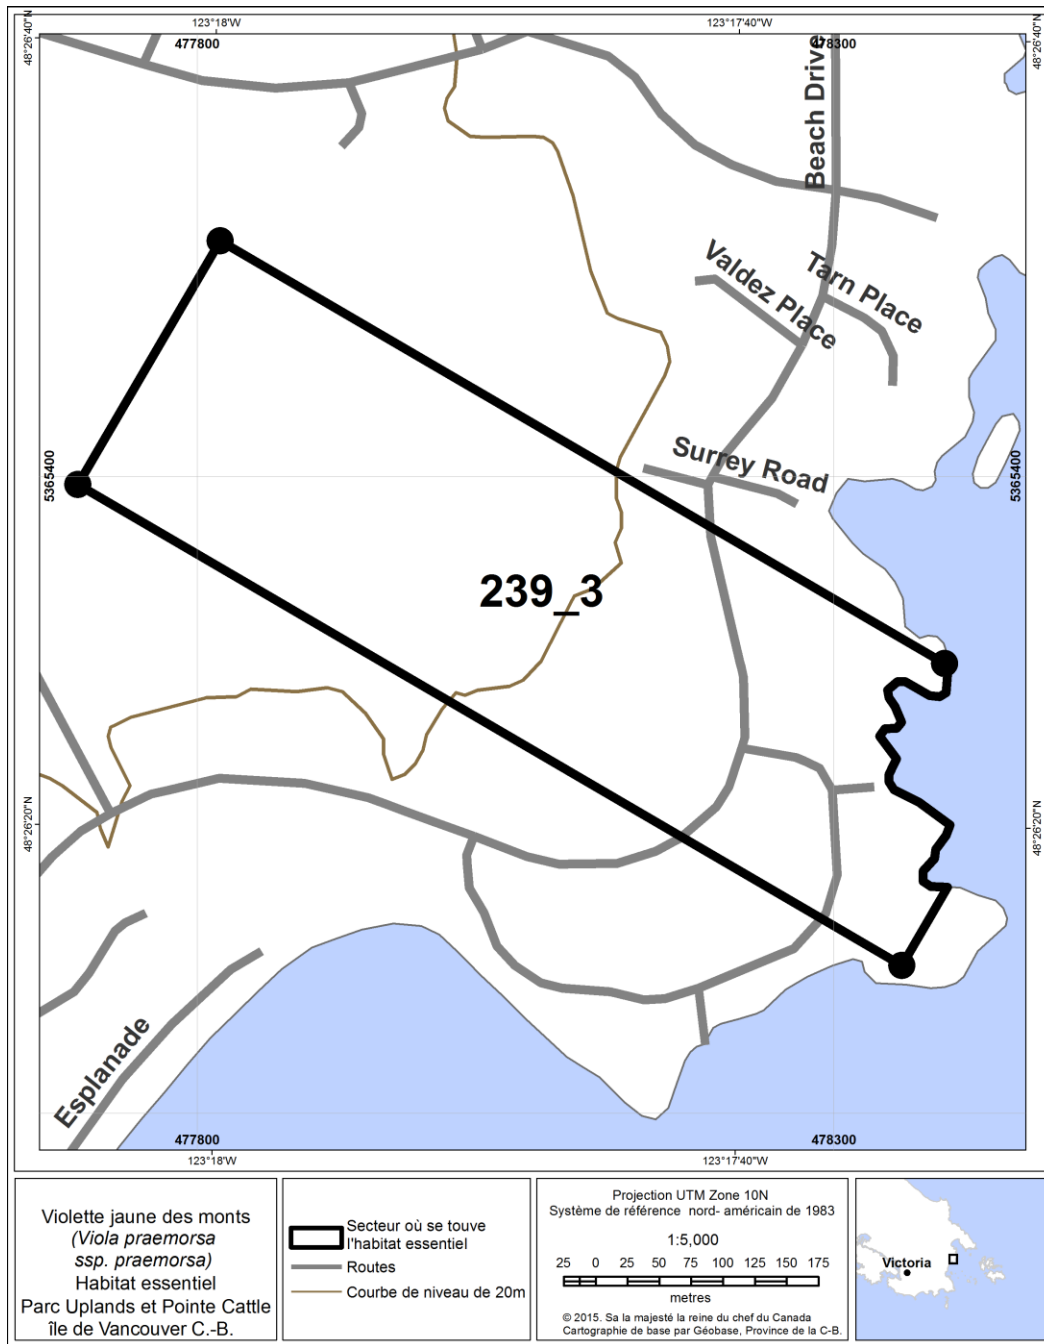 123°18'W
123°17'40"W
477800
478300
48°26'40"N
48°26'40"N
Beach Drive
Valdez Place
Tarn Place
Surrey Road
5365400
5365400
239_3
48°26'20"N
48°26'20"N
Esplanade
477800
478300
123°18'W
123°17'40"W
Violette jaune des monts
(Viola praemorsa
ssp. praemorsa)
Habitat essentiel
Parc Uplands et Pointe Cattle
île de Vancouver C.-B.
Secteur où se touve
l'habitat essentiel
Routes
Courbe de niveau de 20m
Projection UTM Zone 10N
Système de référence nord- américain de 1983
1:5,000
25 0 25 50 75 100 125 150 175
metres
© 2015. Sa la majesté la reine du chef du Canada
Cartographie de base par Géobase, Province de la C-B.
Victoria